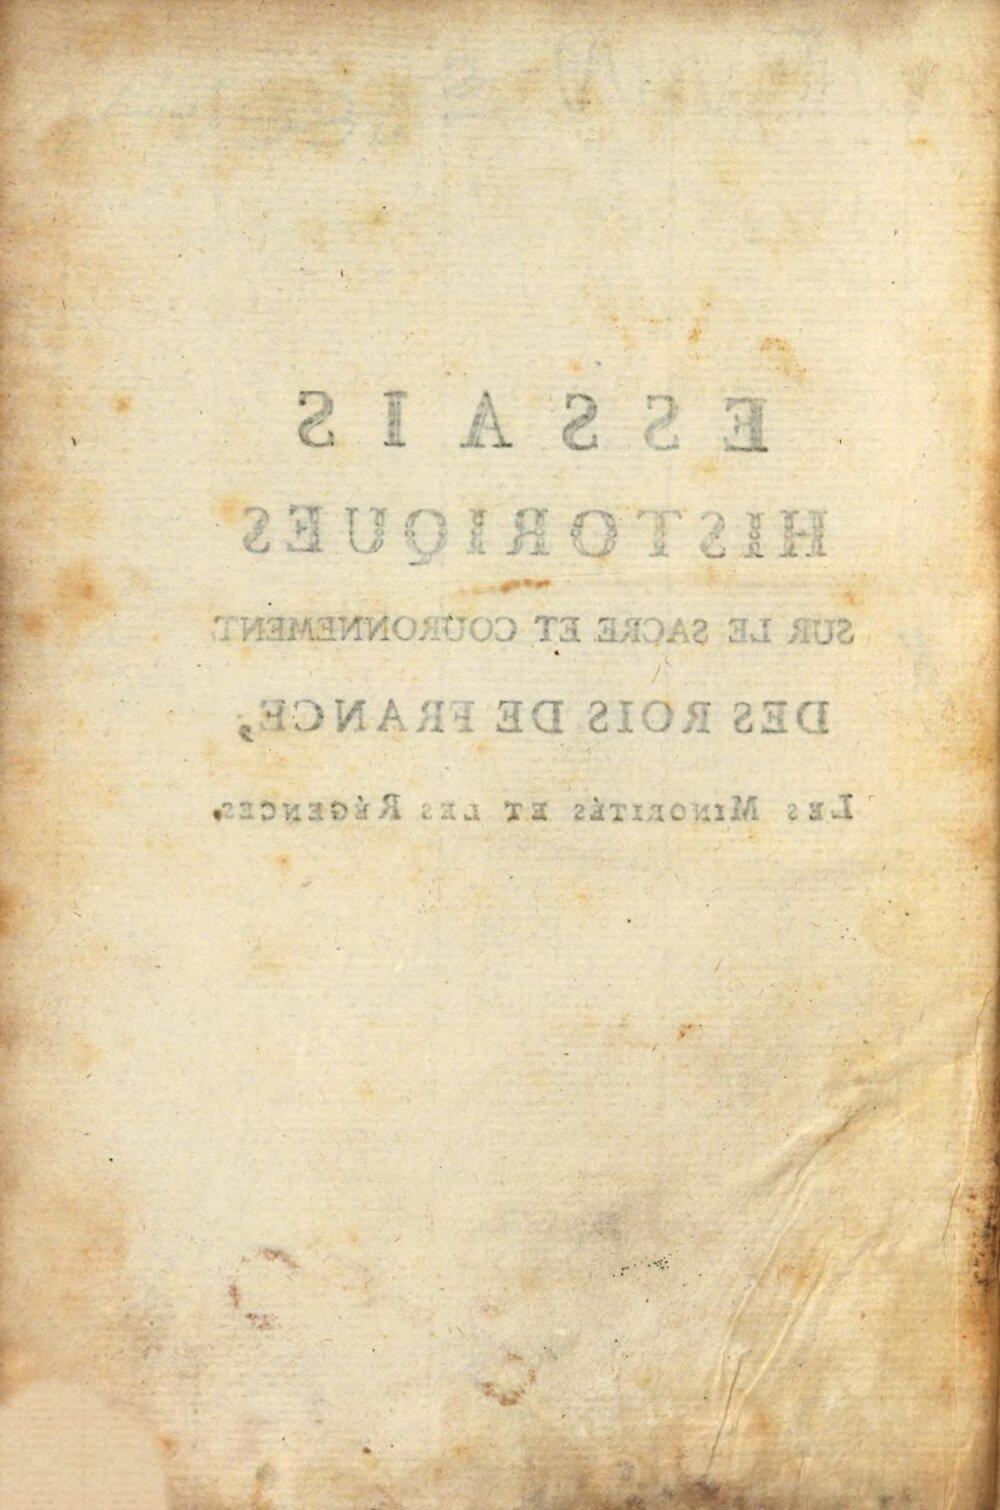 ESSAIS
HISTORIQUES
SUR LE SACRE ET COURONNEMENT
DES ROIS DE FRANCE,
LES MINORITÉS ET LES RÉGENCES.